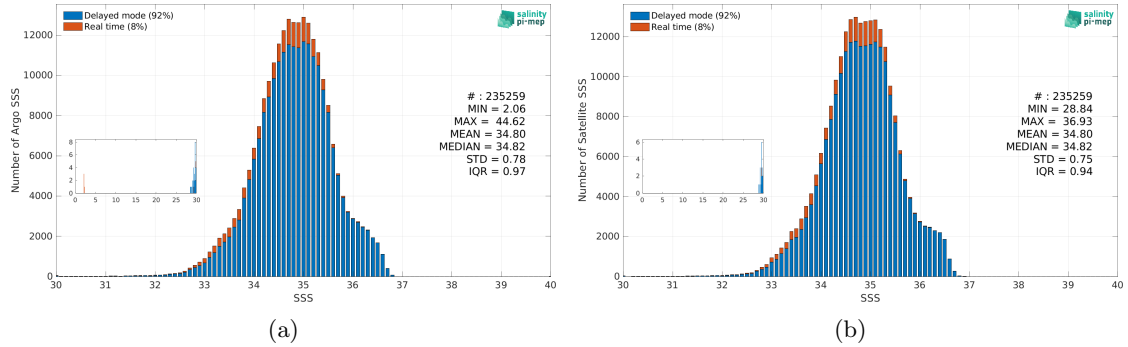 (a)
Delayed mode (92%)
Real time (8%)
salinity
pi-mep
Number of Argo SSS
12000
10000
8000
6000
4000
2000
0
# : 235259
MIN = 2.06
MAX = 44.62
MEAN = 34.80
MEDIAN = 34.82
STD = 0.78
IQR = 0.97
8
6
4
2
0
0 5 10 15 20 25 30
30 31 32 33 34 35 36 37 38 39 40
SSS
(a)
(b)
Delayed mode (92%)
Real time (8%)
salinity
pi-mep
Number of Satellite SSS
12000
10000
8000
6000
4000
2000
0
# : 235259
MIN = 28.84
MAX = 36.93
MEAN = 34.80
MEDIAN = 34.82
STD = 0.75
IQR = 0.94
6
4
2
0
0 5 10 15 20 25 30
30 31 32 33 34 35 36 37 38 39 40
SSS
(b)